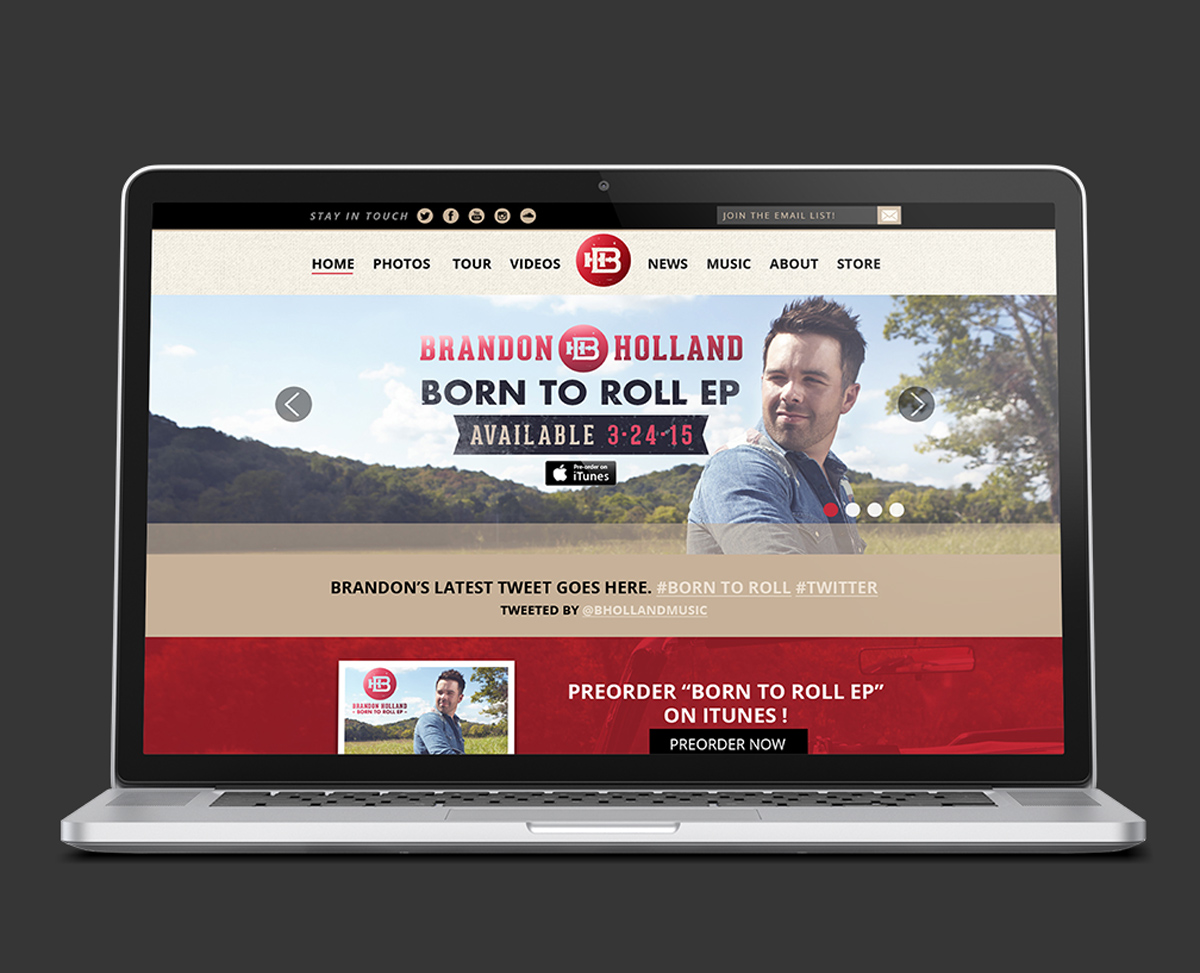 STAY IN TOUCH
JOIN THE EMAIL LIST!
HOME PHOTOS TOUR VIDEOS HB NEWS MUSIC ABOUT STORE
BRANDON HB HOLLAND
BORN TO ROLL EP
AVAILABLE 3-24-15
Pre-order on
iTunes
BRANDON'S LATEST TWEET GOES HERE. #BORN TO ROLL #TWITTER
TWEETED BY @BHOLLANDMUSIC
HB
BRANDON HOLLAND
- BORN TO ROLL EP -
PREORDER “BORN TO ROLL EP”
ON ITUNES !
PREORDER NOW